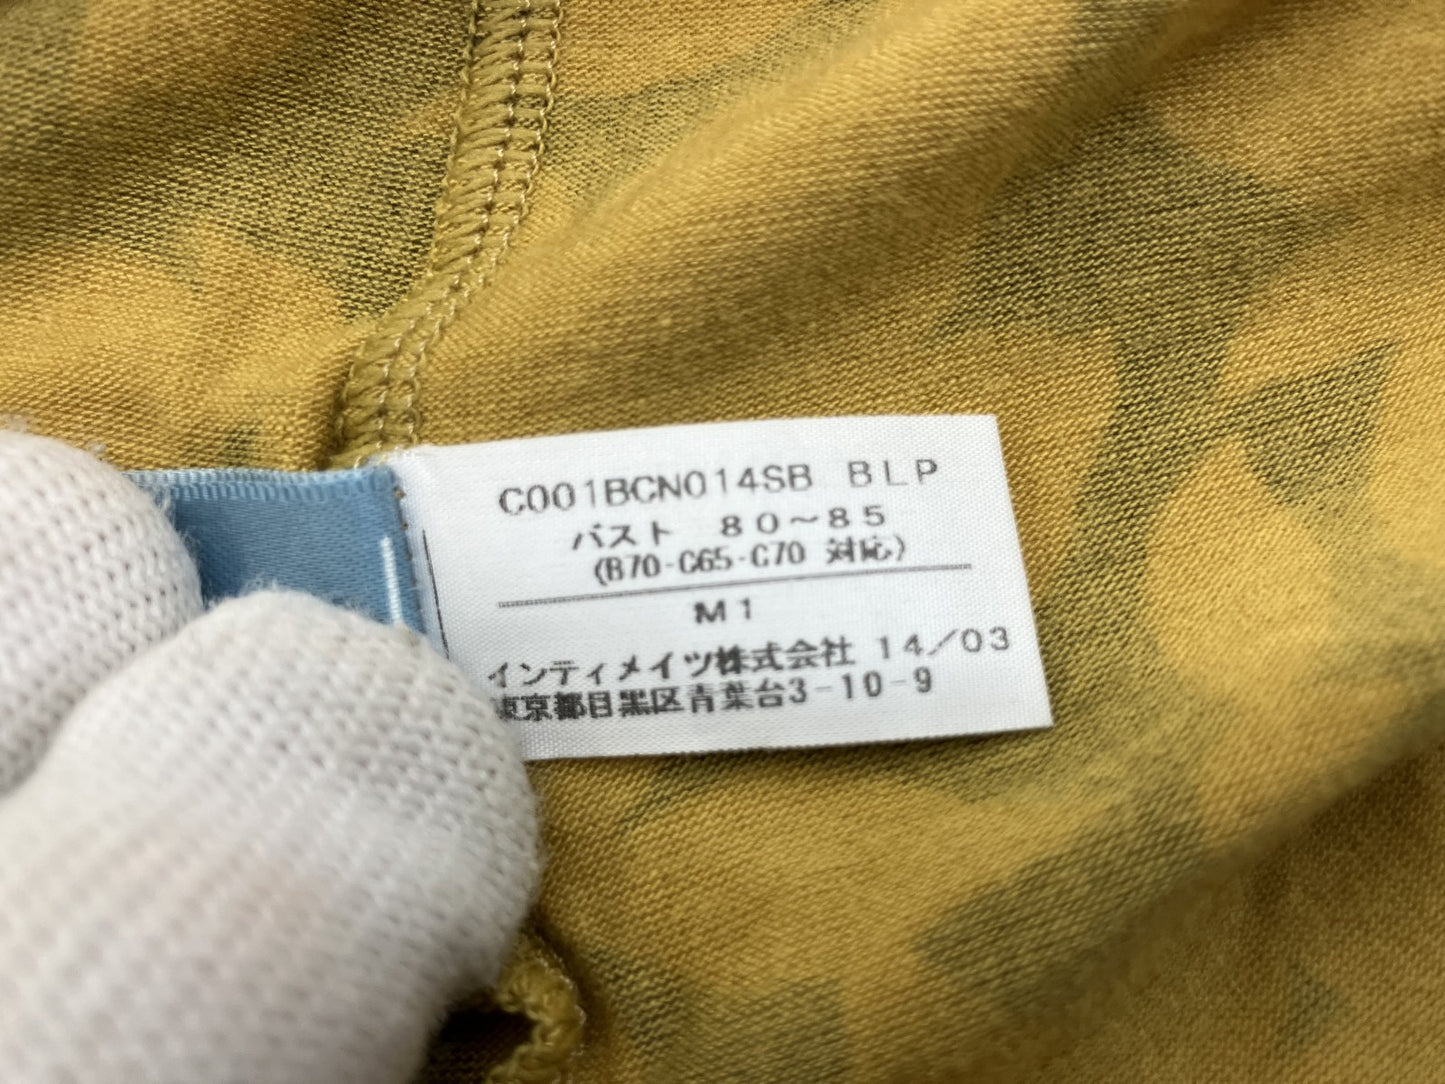 C001BCN014SB BLP
バスト 80~85
(B70-C65-C70 対応)
M1
インティメイツ株式会社 14/03
東京都目黒区青葉台3-10-9